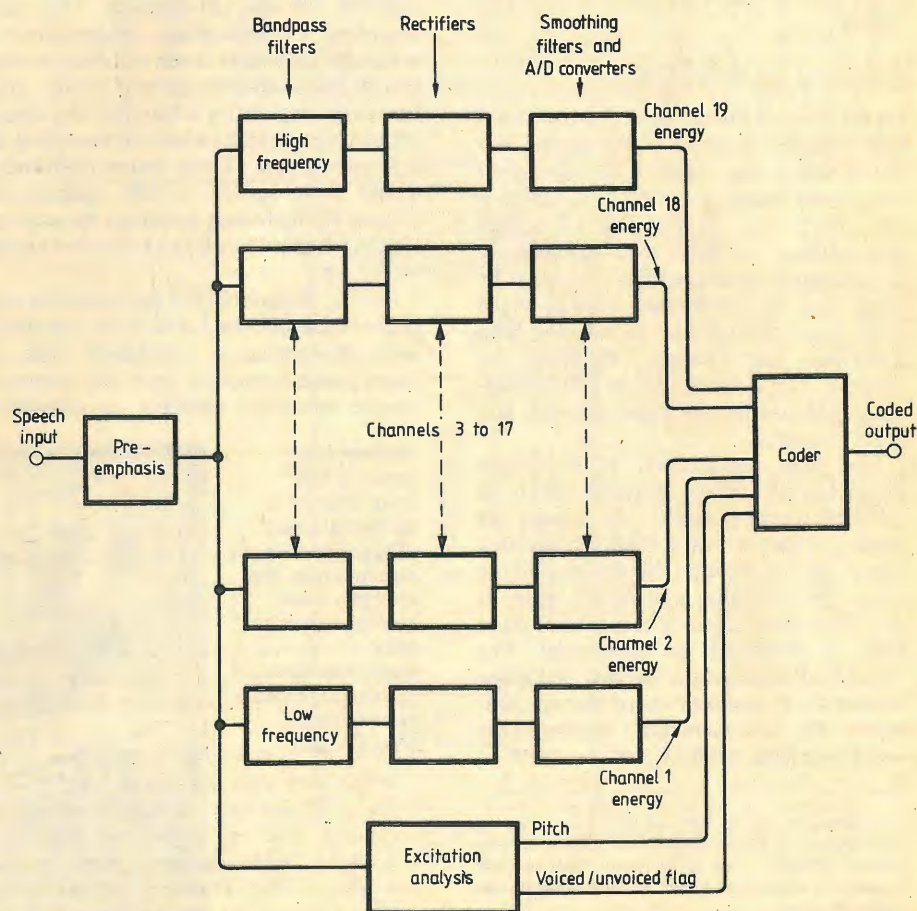 Bandpass
filters
Rectifiers
Smoothing
filters and
A/D converters
Channel 19
energy
High
frequency
Channel 18
energy
Speech
input
Pre-
emphasis
Channels 3 to 17
Coder
Coded
output
Channel 2
energy
Low
frequency
Channel 1
energy
Pitch
Excitation
analysis
Voiced/unvoiced flag